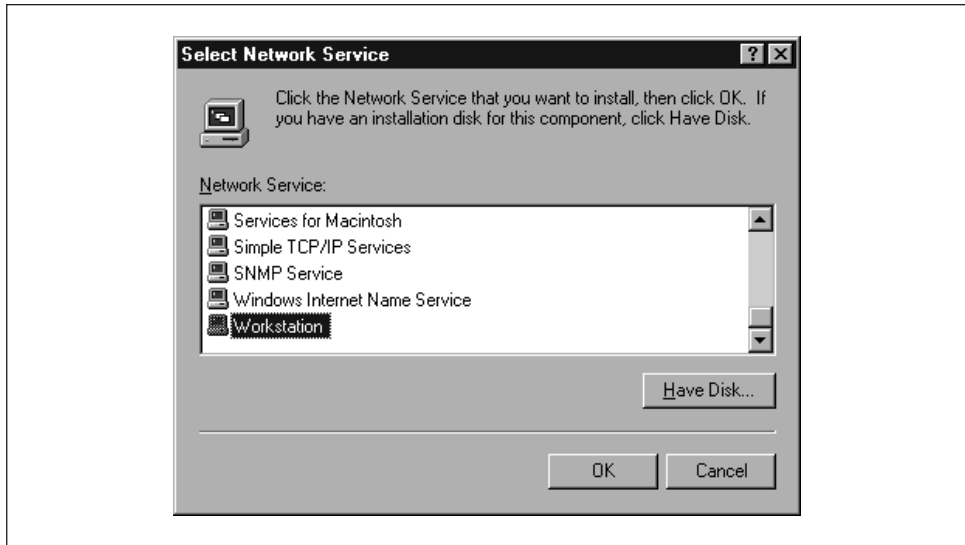 Select Network Service
Click the Network Service that you want to install, then click OK. If
you have an installation disk for this component, click Have Disk.
Network Service:
Services for Macintosh
Simple TCP/IP Services
SNMP Service
Windows Internet Name Service
Workstation
Have Disk...
OK Cancel